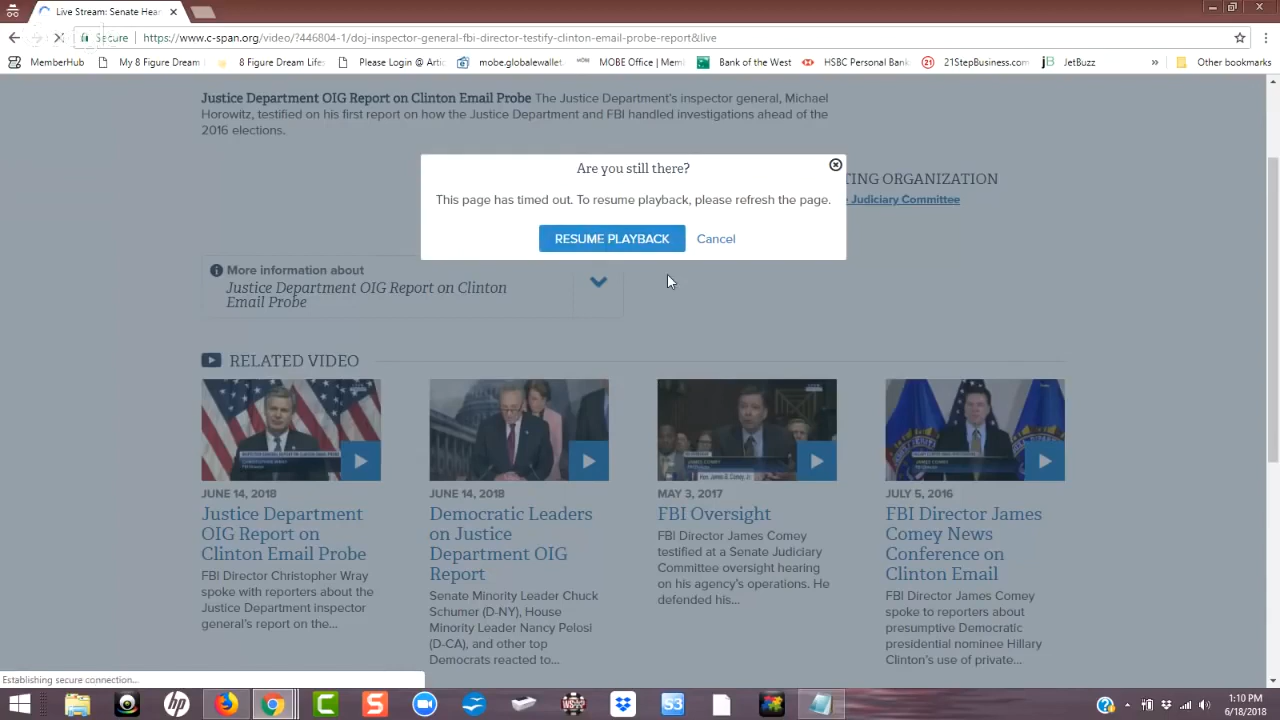 Live Stream: Senate Hear
Secure
https://www.c-span.org/video/?446804-1/doj-inspector-general-fbi-director-testify-clinton-email-probe-report&live
MemberHub
My 8 Figure Dream
8 Figure Dream Life
Please Login @ Artic
mobe.globalwallet
MOBE Office | Memi
Bank of the West
HSBC Personal Bank
21StepBusiness.com
JetBuzz
»
Other bookmarks
Justice Department OIG Report on Clinton Email Probe The Justice Department's inspector general, Michael
Horowitz, testified on his first report on how the Justice Department and FBI handled investigations ahead of the
2016 elections.
Are you still there?
This page has timed out. To resume playback, please refresh the page.
RESUME PLAYBACK
Cancel
TING ORGANIZATION
Judiciary Committee
More information about
Justice Department OIG Report on Clinton
Email Probe
RELATED VIDEO
JUNE 14, 2018
Justice Department
OIG Report on
Clinton Email Probe
FBI Director Christopher Wray
spoke with reporters about the
Justice Department inspector
general's report on the...
JUNE 14, 2018
Democratic Leaders
on Justice
Department OIG
Report
Senate Minority Leader Chuck
Schumer (D-NY), House
Minority Leader Nancy Pelosi
(D-CA), and other top
Democrats reacted to...
MAY 3, 2017
FBI Oversight
FBI Director James Comey
testified at a Senate Judiciary
Committee oversight hearing
on his agency's operations. He
defended his...
JULY 5, 2016
FBI Director James
Comey News
Conference on
Clinton Email
FBI Director James Comey
spoke to reporters about
presumptive Democratic
presidential nominee Hillary
Clinton's use of private...
Establishing secure connection...
1:10 PM
6/18/2018